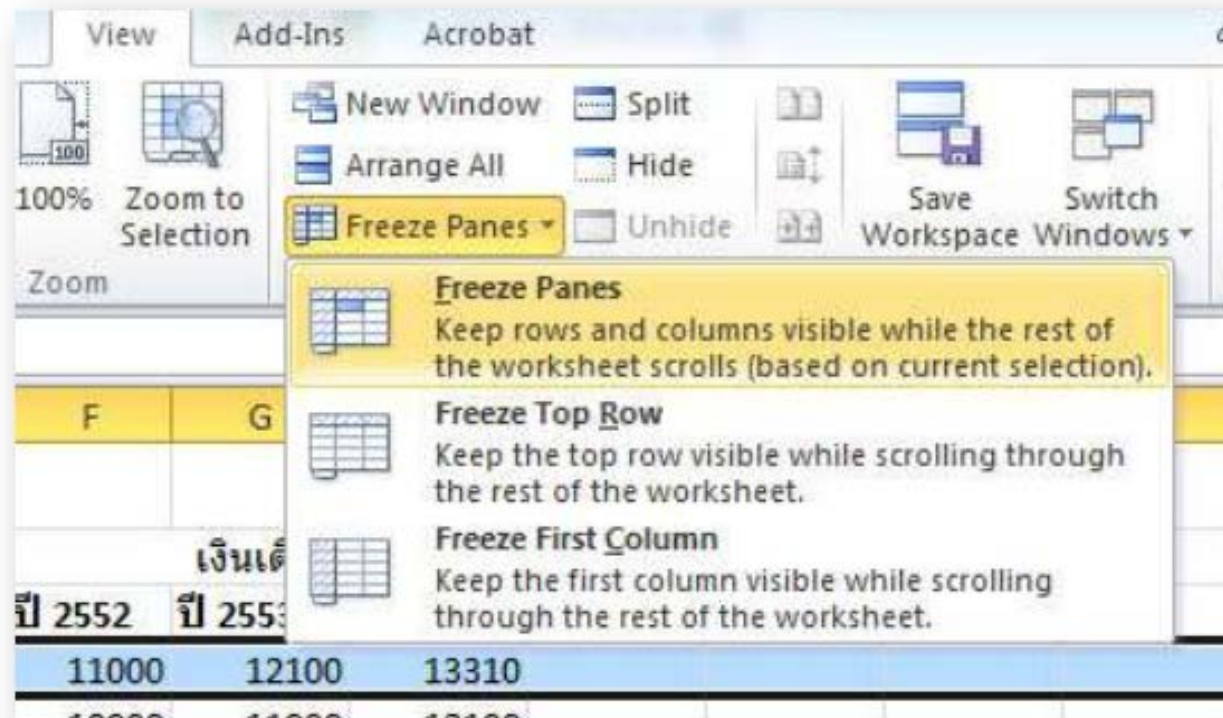 View Add-Ins Acrobat
New Window Split
100
Arrange All Hide
100% Zoom to Selection
Freeze Panes Unhide
Save Workspace Switch Windows
Zoom
Freeze Panes
Keep rows and columns visible while the rest of
the worksheet scrolls (based on current selection).
Freeze Top Row
Keep the top row visible while scrolling through
the rest of the worksheet.
Freeze First Column
Keep the first column visible while scrolling
through the rest of the worksheet.
F G
ปี 2552 ปี 2553
11000 12100 13310